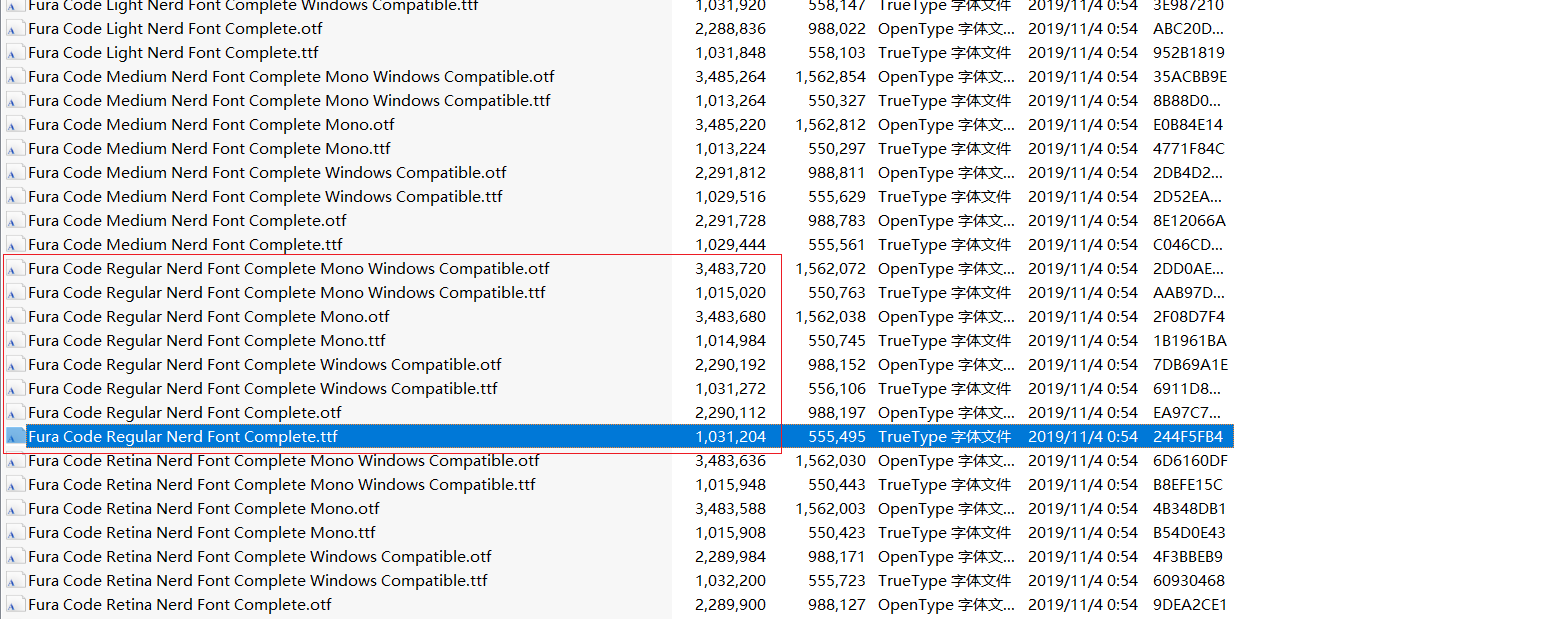 Fura Code Light Nerd Font Complete Windows Compatible.ttf 1,031,920 558,147 TrueType 字体文件 2019/11/4 0:54 3E987210
Fura Code Light Nerd Font Complete.otf 2,288,836 988,022 OpenType 字体文... 2019/11/4 0:54 ABC20D...
Fura Code Light Nerd Font Complete.ttf 1,031,848 558,103 TrueType 字体文件 2019/11/4 0:54 952B1819
Fura Code Medium Nerd Font Complete Mono Windows Compatible.otf 3,485,264 1,562,854 OpenType 字体文... 2019/11/4 0:54 35ACBB9E
Fura Code Medium Nerd Font Complete Mono Windows Compatible.ttf 1,013,264 550,327 TrueType 字体文件 2019/11/4 0:54 8B88D0...
Fura Code Medium Nerd Font Complete Mono.otf 3,485,220 1,562,812 OpenType 字体文... 2019/11/4 0:54 E0B84E14
Fura Code Medium Nerd Font Complete Mono.ttf 1,013,224 550,297 TrueType 字体文件 2019/11/4 0:54 4771F84C
Fura Code Medium Nerd Font Complete Windows Compatible.otf 2,291,812 988,811 OpenType 字体文... 2019/11/4 0:54 2DB4D2...
Fura Code Medium Nerd Font Complete Windows Compatible.ttf 1,029,516 555,629 TrueType 字体文件 2019/11/4 0:54 2D52EA...
Fura Code Medium Nerd Font Complete.otf 2,291,728 988,783 OpenType 字体文... 2019/11/4 0:54 8E12066A
Fura Code Medium Nerd Font Complete.ttf 1,029,444 555,561 TrueType 字体文件 2019/11/4 0:54 C046CD...
Fura Code Regular Nerd Font Complete Mono Windows Compatible.otf 3,483,720 1,562,072 OpenType 字体文... 2019/11/4 0:54 2DD0AE...
Fura Code Regular Nerd Font Complete Mono Windows Compatible.ttf 1,015,020 550,763 TrueType 字体文件 2019/11/4 0:54 AAB97D...
Fura Code Regular Nerd Font Complete Mono.otf 3,483,680 1,562,038 OpenType 字体文... 2019/11/4 0:54 2F08D7F4
Fura Code Regular Nerd Font Complete Mono.ttf 1,014,984 550,745 TrueType 字体文件 2019/11/4 0:54 1B1961BA
Fura Code Regular Nerd Font Complete Windows Compatible.otf 2,290,192 988,152 OpenType 字体文... 2019/11/4 0:54 7DB69A1E
Fura Code Regular Nerd Font Complete Windows Compatible.ttf 1,031,272 556,106 TrueType 字体文件 2019/11/4 0:54 6911D8...
Fura Code Regular Nerd Font Complete.otf 2,290,112 988,197 OpenType 字体文... 2019/11/4 0:54 EA97C7...
Fura Code Regular Nerd Font Complete.ttf 1,031,204 555,495 TrueType 字体文件 2019/11/4 0:54 244F5FB4
Fura Code Retina Nerd Font Complete Mono Windows Compatible.otf 3,483,636 1,562,030 OpenType 字体文... 2019/11/4 0:54 6D6160DF
Fura Code Retina Nerd Font Complete Mono Windows Compatible.ttf 1,015,948 550,443 TrueType 字体文件 2019/11/4 0:54 B8EFE15C
Fura Code Retina Nerd Font Complete Mono.otf 3,483,588 1,562,003 OpenType 字体文... 2019/11/4 0:54 4B348DB1
Fura Code Retina Nerd Font Complete Mono.ttf 1,015,908 550,423 TrueType 字体文件 2019/11/4 0:54 B54D0E43
Fura Code Retina Nerd Font Complete Windows Compatible.otf 2,289,984 988,171 OpenType 字体文... 2019/11/4 0:54 4F3BBEB9
Fura Code Retina Nerd Font Complete Windows Compatible.ttf 1,032,200 555,723 TrueType 字体文件 2019/11/4 0:54 60930468
Fura Code Retina Nerd Font Complete.otf 2,289,900 988,127 OpenType 字体文... 2019/11/4 0:54 9DEA2CE1